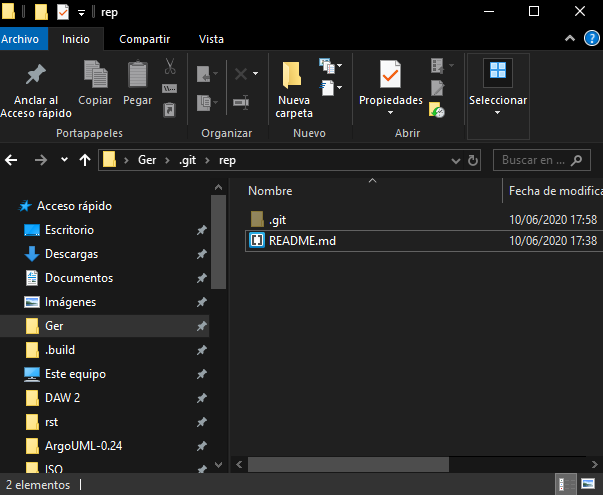 rep
Archivo Inicio Compartir Vista
Anclar al
Acceso rápido
Copiar
Pegar
Portapapeles
Organizar
Nueva
carpeta
Nuevo
Propiedades
Abrir
Seleccionar
Ger .git rep
Buscar en ...
Acceso rápido
Escritorio
Descargas
Documentos
Imágenes
Ger
.build
Este equipo
DAW 2
rst
ArgoUML-0.24
ISO
Nombre Fecha de modifica
.git 10/06/2020 17:58
README.md 10/06/2020 17:38
2 elementos